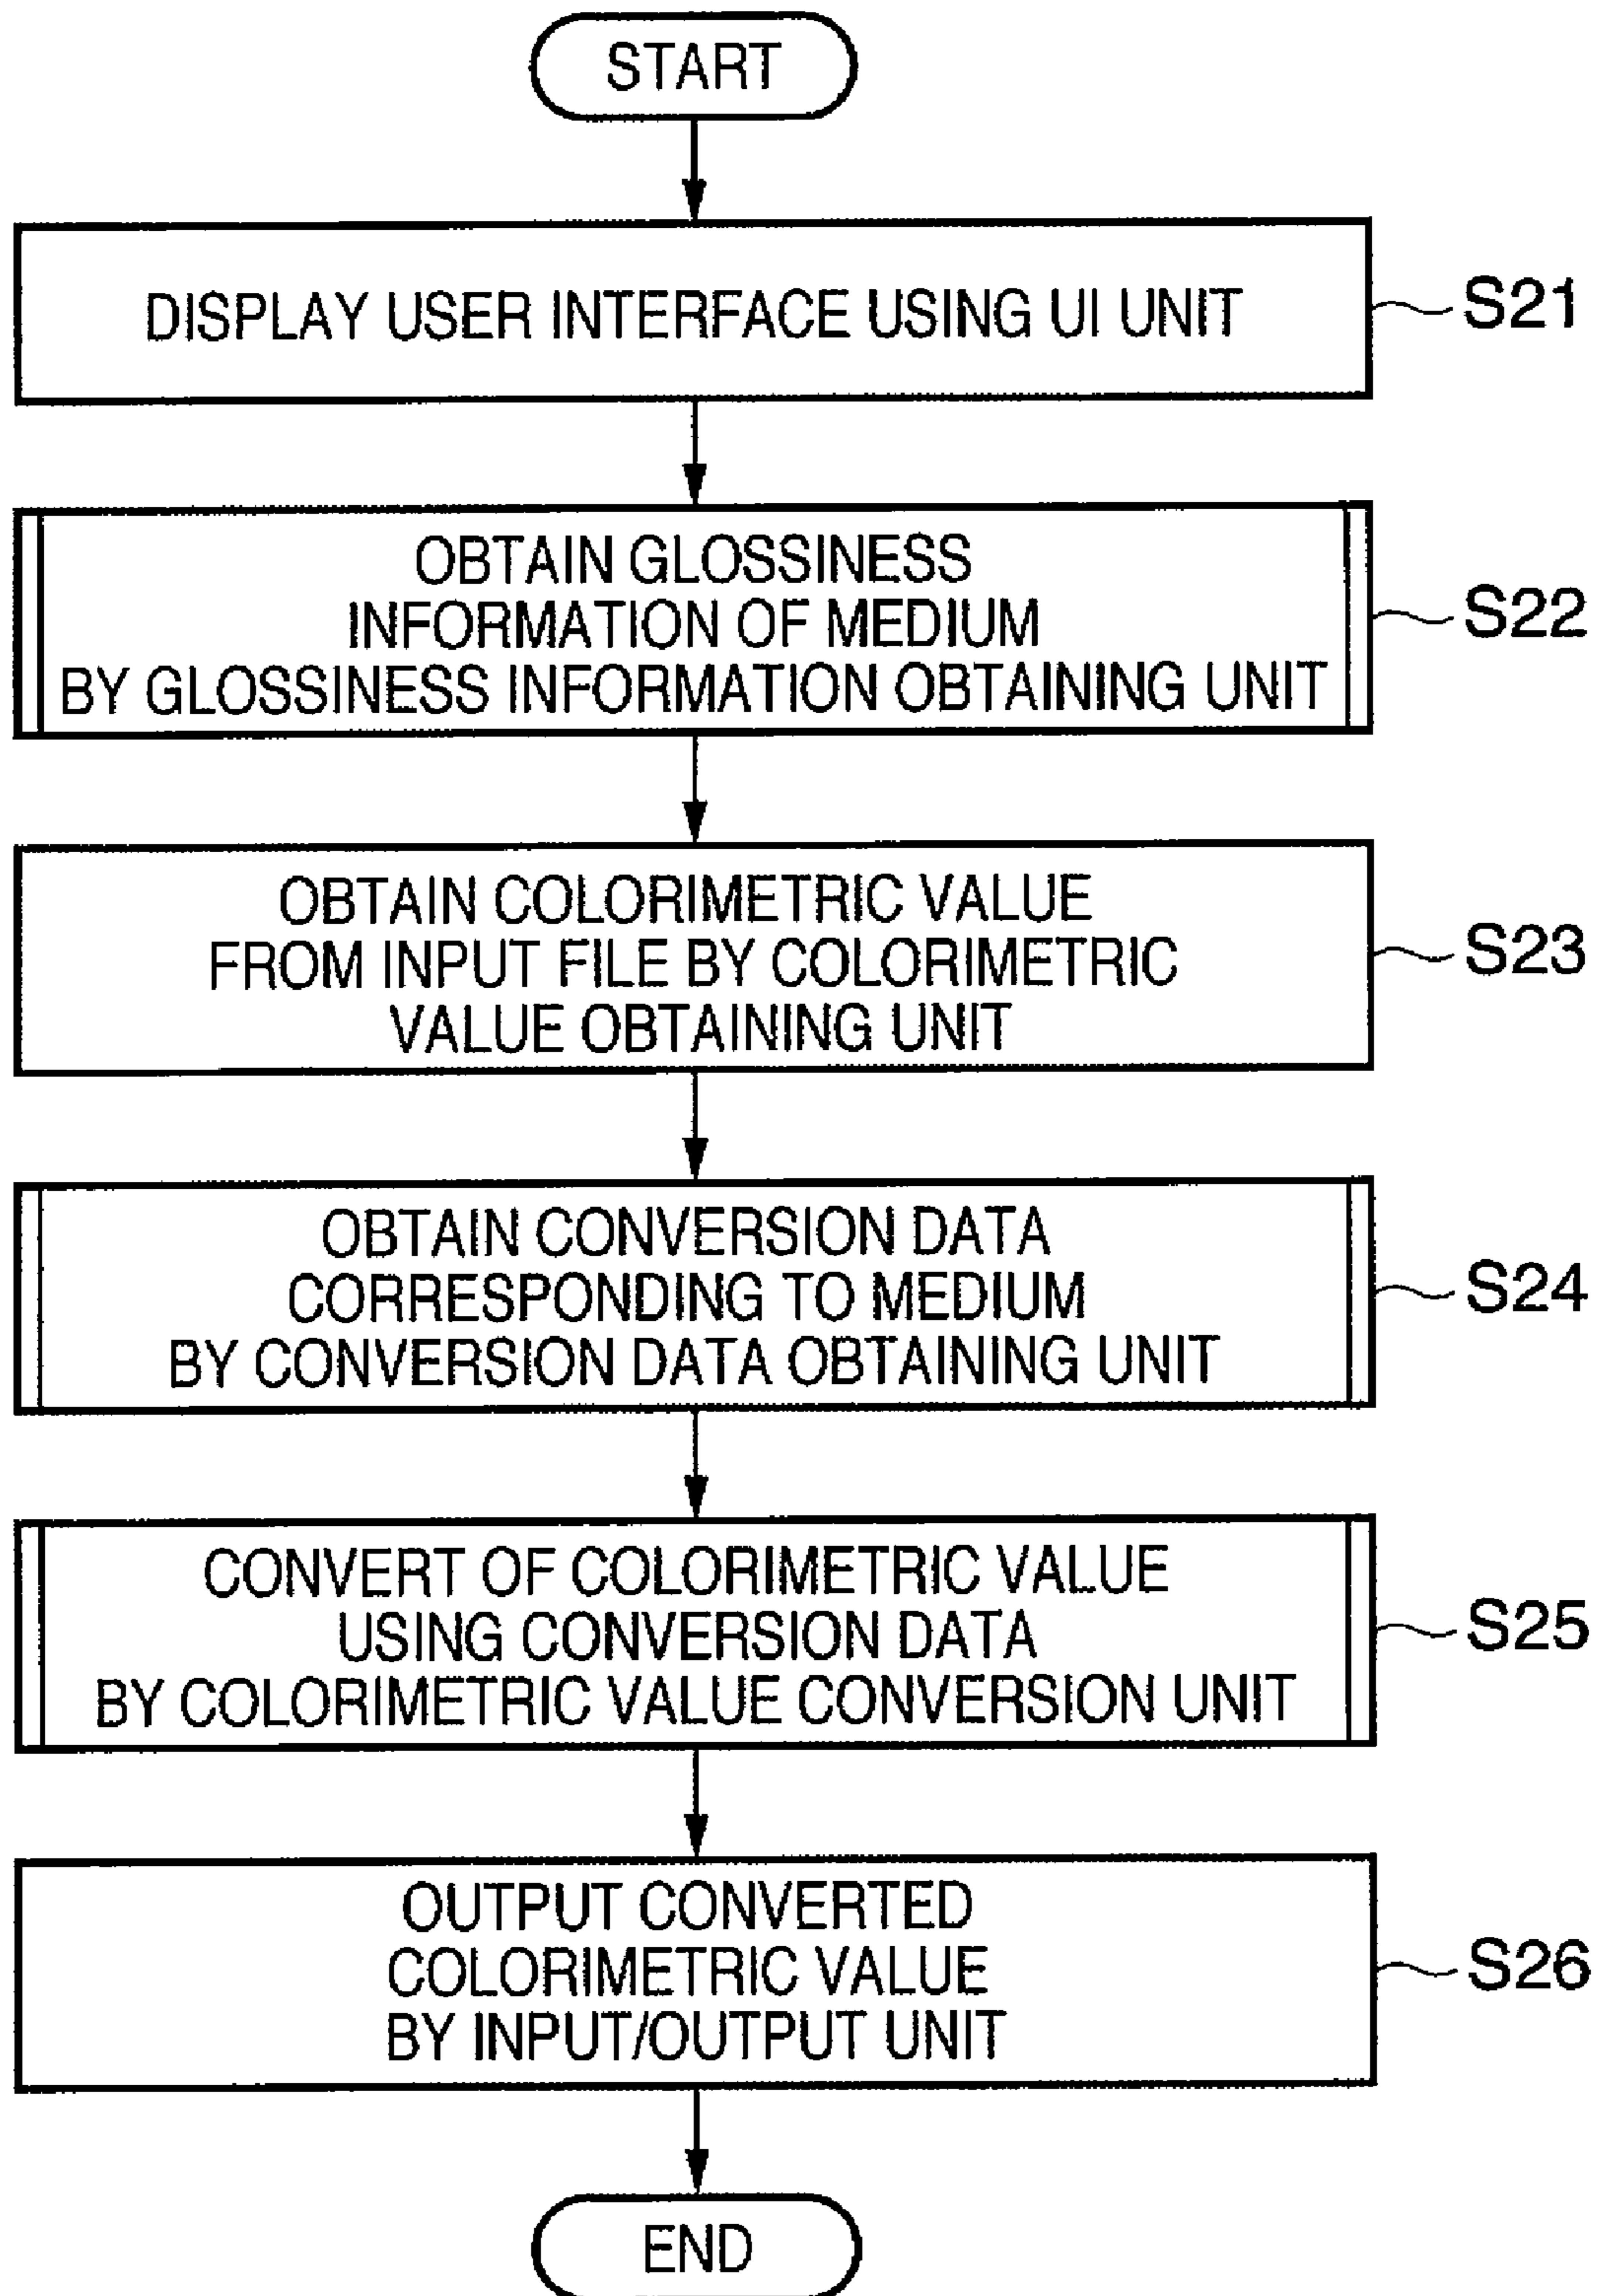 START
DISPLAY USER INTERFACE USING UI UNIT
S21
OBTAIN GLOSSINESS
INFORMATION OF MEDIUM
BY GLOSSINESS INFORMATION OBTAINING UNIT
S22
OBTAIN COLORIMETRIC VALUE
FROM INPUT FILE BY COLORIMETRIC
VALUE OBTAINING UNIT
S23
OBTAIN CONVERSION DATA
CORRESPONDING TO MEDIUM
BY CONVERSION DATA OBTAINING UNIT
S24
CONVERT OF COLORIMETRIC VALUE
USING CONVERSION DATA
BY COLORIMETRIC VALUE CONVERSION UNIT
S25
OUTPUT CONVERTED
COLORIMETRIC VALUE
BY INPUT/OUTPUT UNIT
S26
END